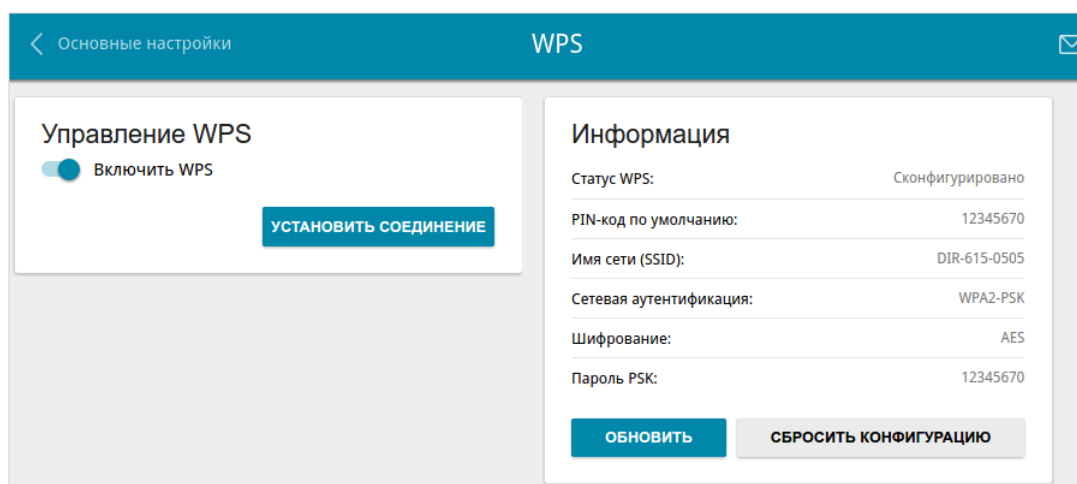 Основные настройки
WPS
Управление WPS
Включить WPS
УСТАНОВИТЬ СОЕДИНЕНИЕ
Информация
Статус WPS: Сконфигурировано
PIN-код по умолчанию: 12345670
Имя сети (SSID): DIR-615-0505
Сетевая аутентификация: WPA2-PSK
Шифрование: AES
Пароль PSK: 12345670
ОБНОВИТЬ СБРОСИТЬ КОНФИГУРАЦИЮ